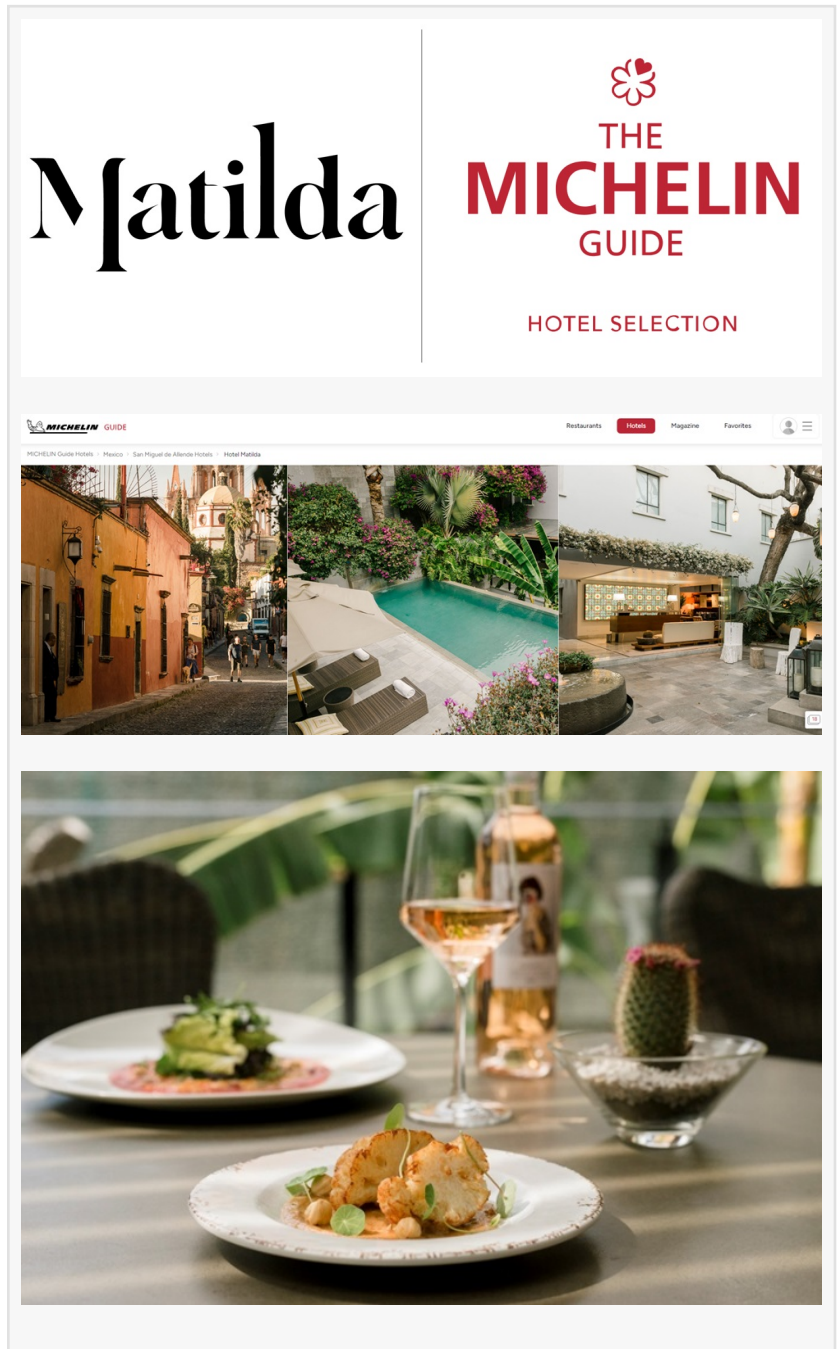 Matilda
THE
MICHELIN
GUIDE
HOTEL SELECTION
MICHELIN GUIDE
Restaurants
Hotels
Magazine
Favorites
MICHELIN Guide Hotels > Mexico > San Miguel de Allende Hotels > Hotel Matilda
18